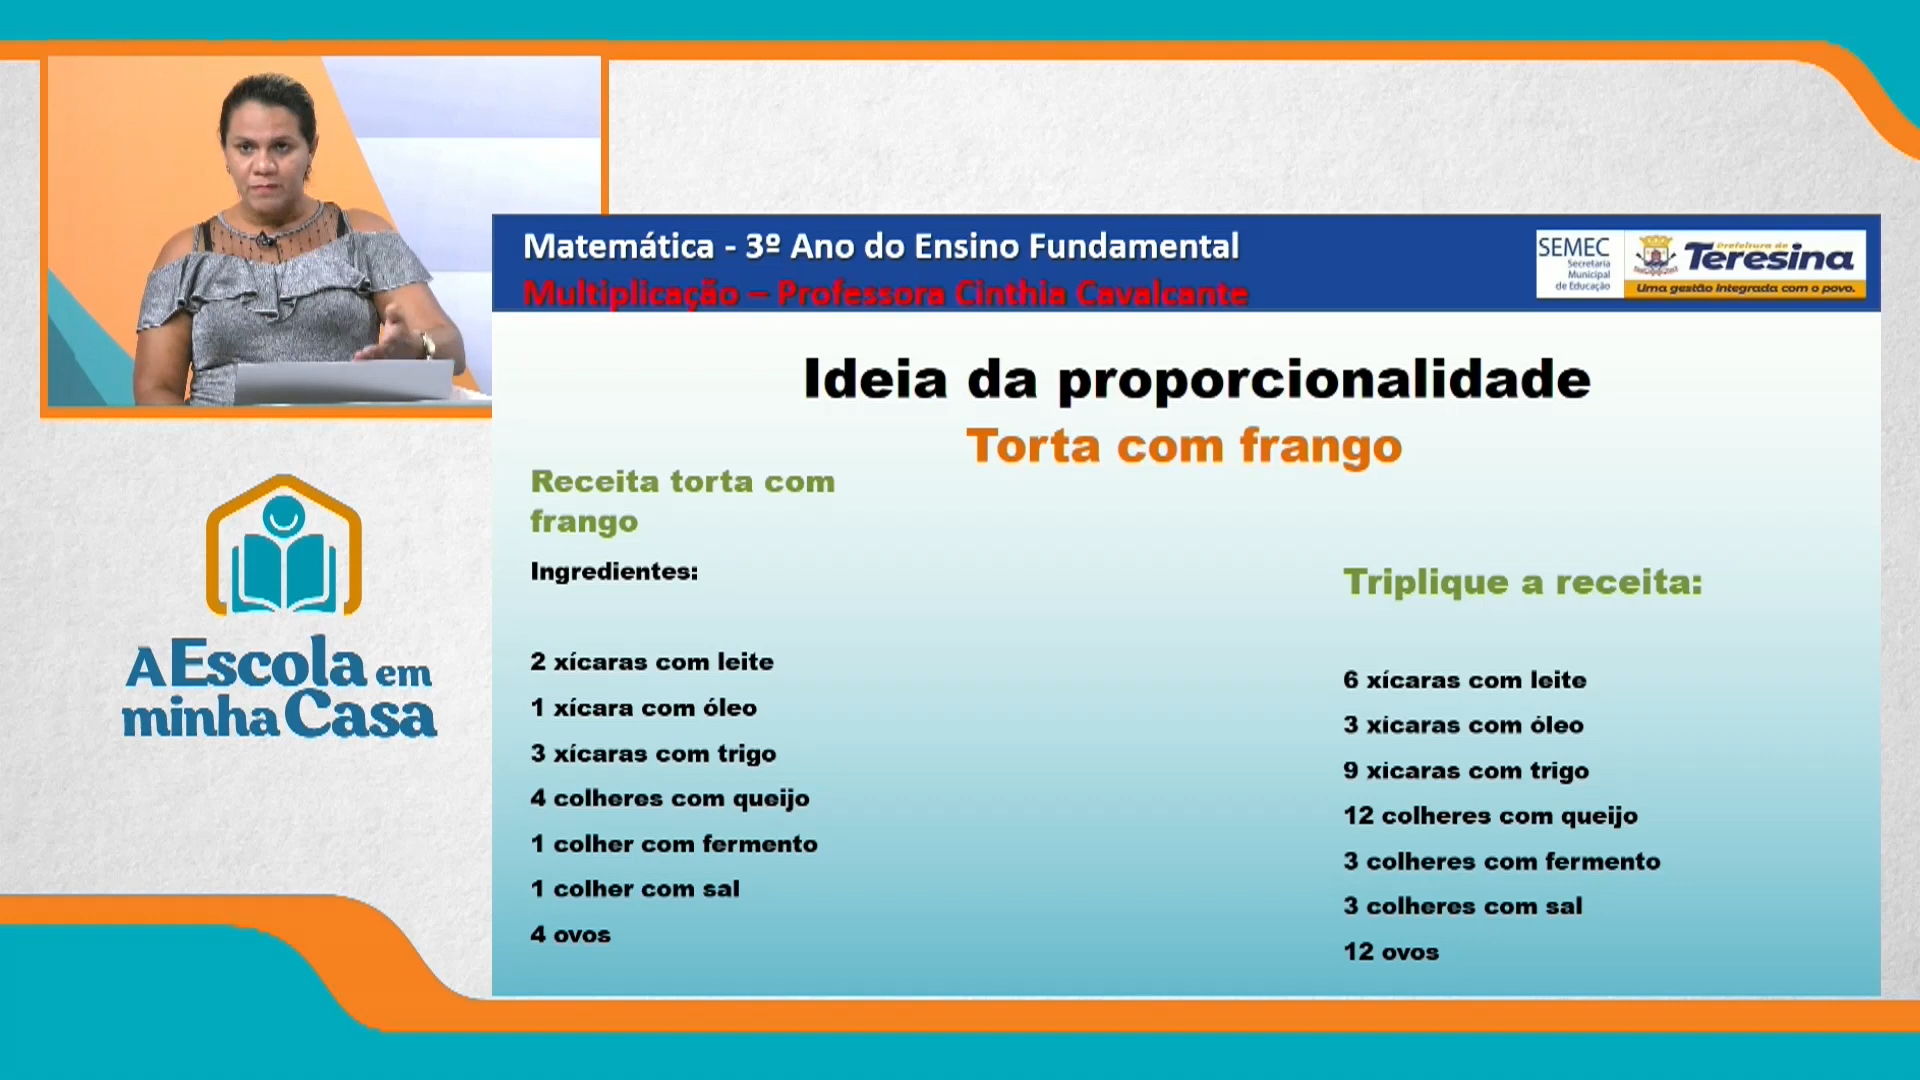 Matemática - 3º Ano do Ensino Fundamental
Multiplicação – Professora Cinthia Cavalcante
SEMEC
Secretaria
Municipal
de Educação
Prefeitura de
Teresina
Uma gestão integrada com o povo.
Ideia da proporcionalidade
Torta com frango
Receita torta com
frango
Ingredientes:
2 xícaras com leite
1 xícara com óleo
3 xícaras com trigo
4 colheres com queijo
1 colher com fermento
1 colher com sal
4 ovos
Triplique a receita:
6 xícaras com leite
3 xicaras com óleo
9 xicaras com trigo
12 colheres com queijo
3 colheres com fermento
3 colheres com sal
12 ovos
A Escola em
minha Casa